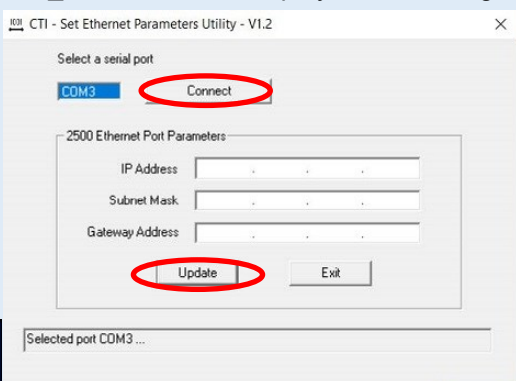 CTI - Set Ethernet Parameters Utility - V1.2
Select a serial port
COM3 Connect
2500 Ethernet Port Parameters
IP Address . . .
Subnet Mask . . .
Gateway Address . . .
Update Exit
Selected port COM3 ...